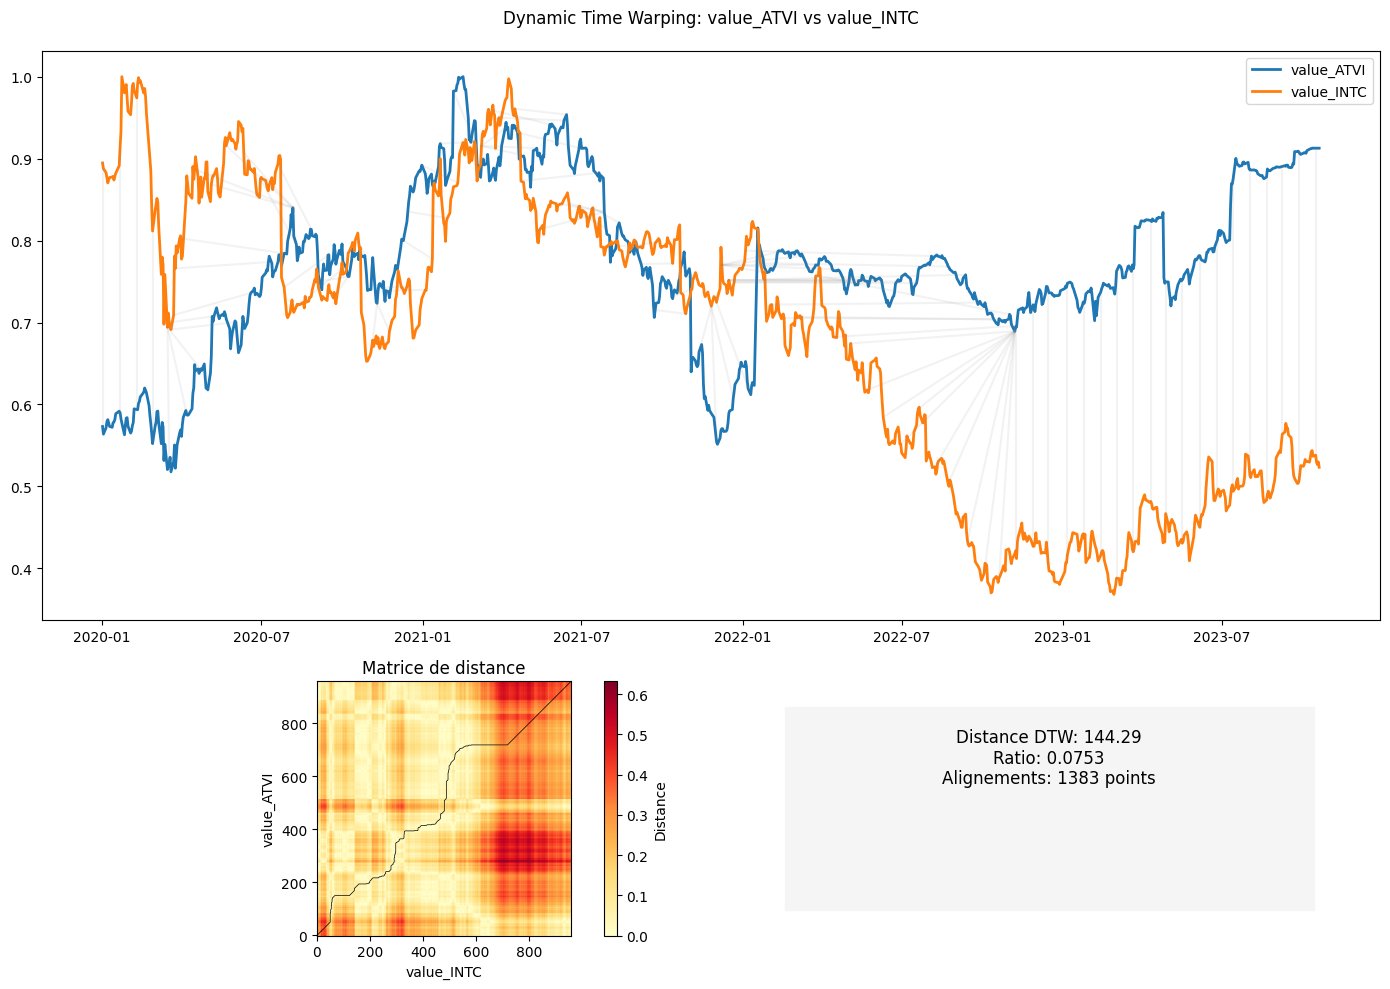 Dynamic Time Warping: value_ATVI vs value_INTC
value_ATVI
value_INTC
1.0
0.9
0.8
0.7
0.6
0.5
0.4
2020-01 2020-07 2021-01 2021-07 2022-01 2022-07 2023-01 2023-07
Matrice de distance
value_ATVI
800
600
400
200
0
0 200 400 600 800
value_INTC
0.6
0.5
0.4
0.3
0.2
0.1
0.0
Distance
Distance DTW: 144.29
Ratio: 0.0753
Alignements: 1383 points